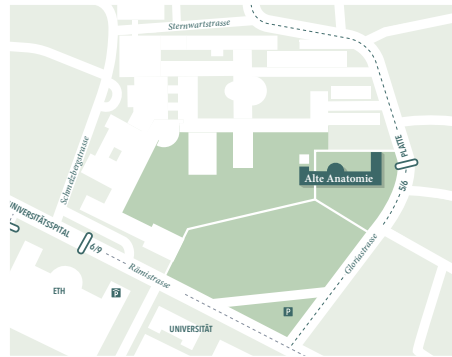 Sternwartstrasse
Schmelzbergstrasse
PLATTE
5/6
Alte Anatomie
UNIVERSITÄTSSPITAL
6/9
Rämistrasse
Gloriastrasse
ETH
P
P
UNIVERSITÄT